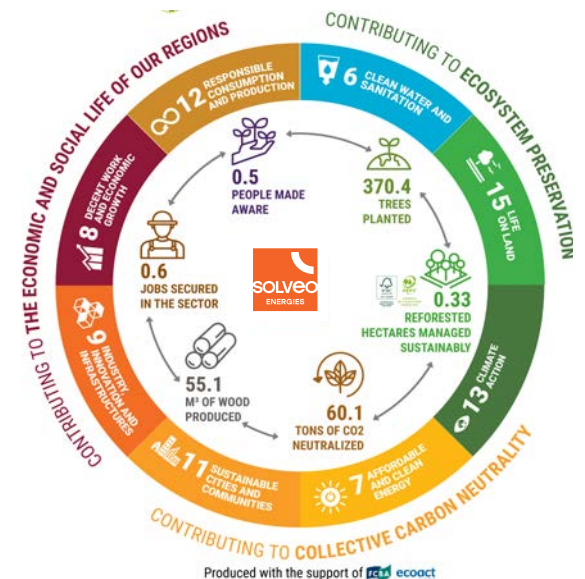 CONTRIBUTING TO THE ECONOMIC AND SOCIAL LIFE OF OUR REGIONS
CONTRIBUTING TO ECOSYSTEM PRESERVATION
CONTRIBUTING TO COLLECTIVE CARBON NEUTRALITY
12 RESPONSIBLE
CONSUMPTION
AND PRODUCTION
6 CLEAN WATER AND
SANITATION
15 LIFE
ON LAND
13 CLIMATE
ACTION
7 AFFORDABLE
AND CLEAN
ENERGY
11 SUSTAINABLE
CITIES AND
COMMUNITIES
9 INDUSTRY,
INNOVATION AND
INFRASTRUCTURES
8 DECENT WORK
AND ECONOMIC
GROWTH
0.5
PEOPLE MADE
AWARE
370.4
TREES
PLANTED
0.33
REFORESTED
HECTARES MANAGED
SUSTAINABLY
60.1
TONS OF CO2
NEUTRALIZED
55.1
M³ OF WOOD
PRODUCED
0.6
JOBS SECURED
IN THE SECTOR
SOLVEO
ENERGIES
FSC
PEFC
Produced with the support of FCBA ecoact